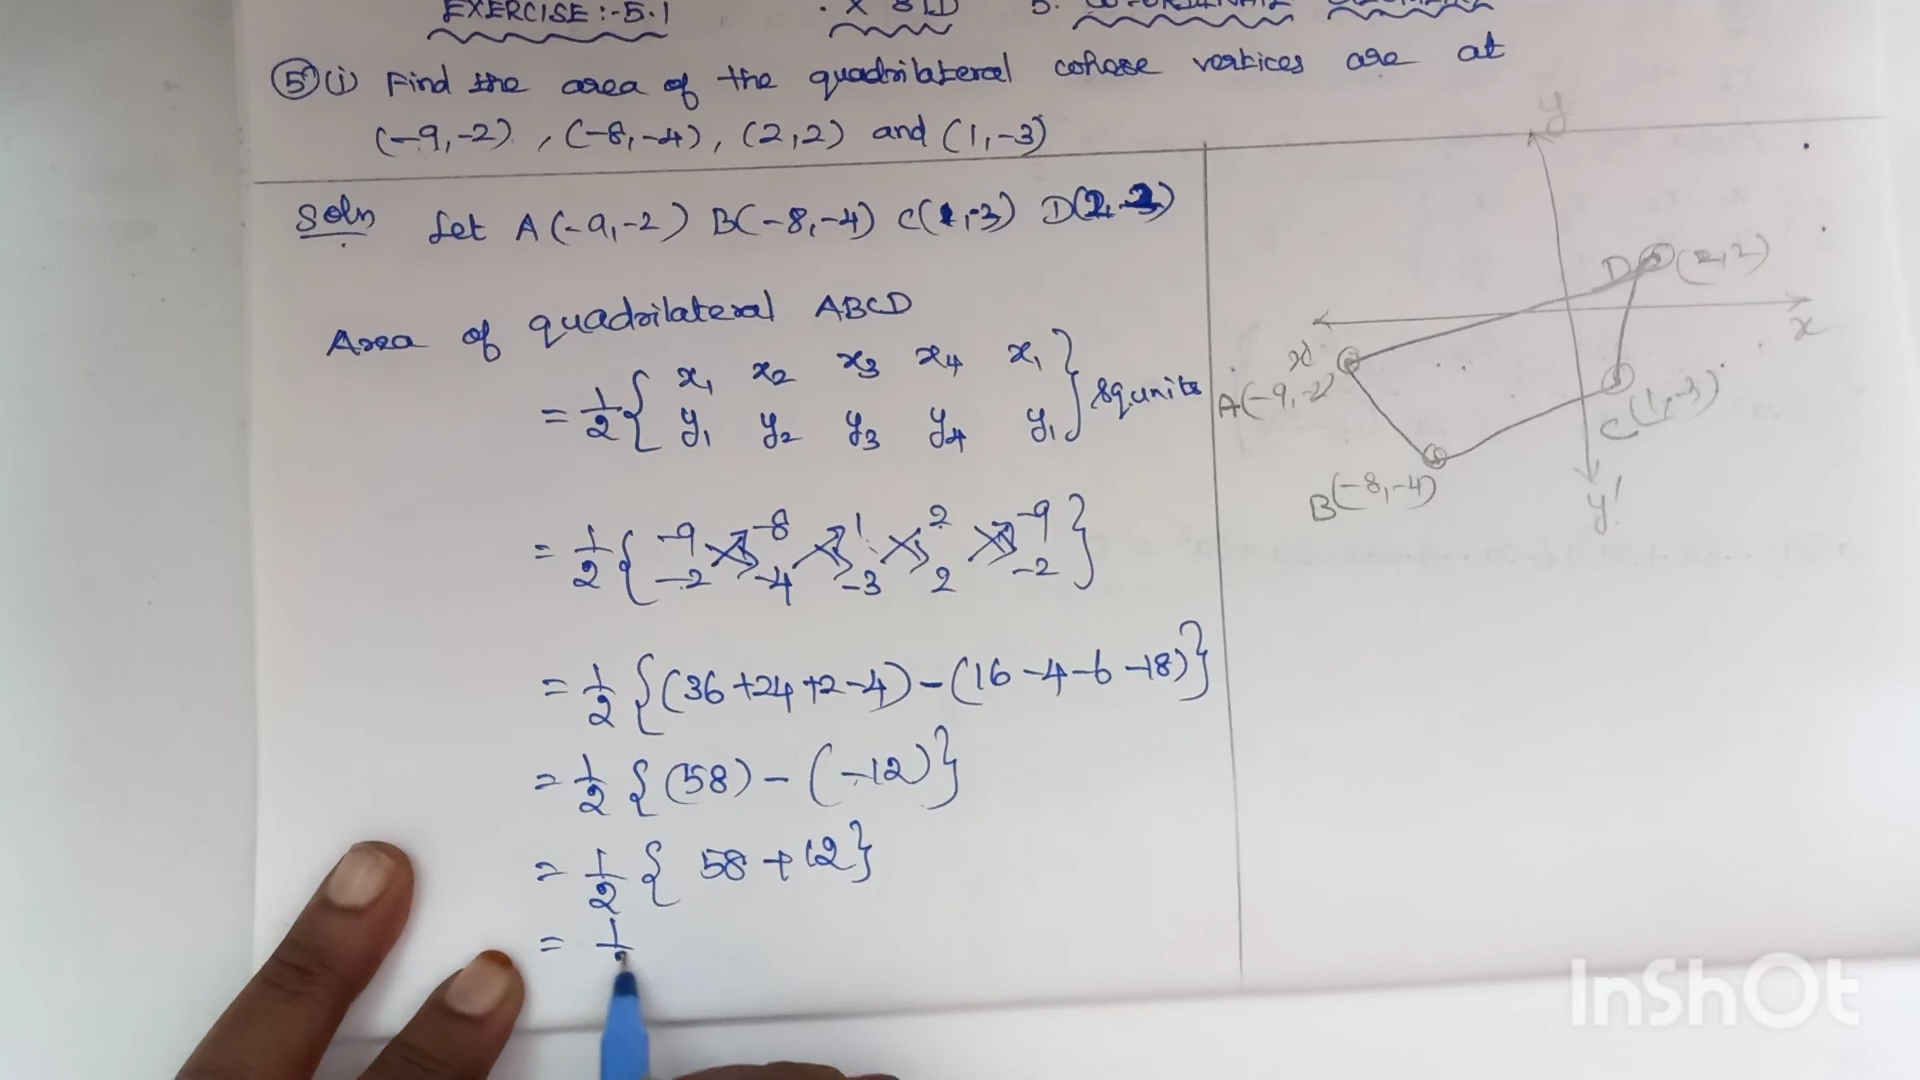 EXERCISE :-5.1
5 (i) Find the area of the quadrilateral whose vertices are at
(-9,-2), (-8,-4), (2,2) and (1,-3)
Soln Let A(-9,-2) B(-8,-4) C(1,-3) D(2,2)
Area of quadrilateral ABCD
= 1/2 { x1 x2 x3 x4 x1
y1 y2 y3 y4 y1 } sq.units
= 1/2 { -9 -8 1 2 -9
-2 -4 -3 2 -2 }
= 1/2 {(36+24+2-4)-(16-4-6-18)}
= 1/2 {(58)-(-12)}
= 1/2 { 58+12}
= 1/2
y
D (2,2)
x' x
A(-9,-2)
C(1,-3)
B(-8,-4)
y'
InShOt